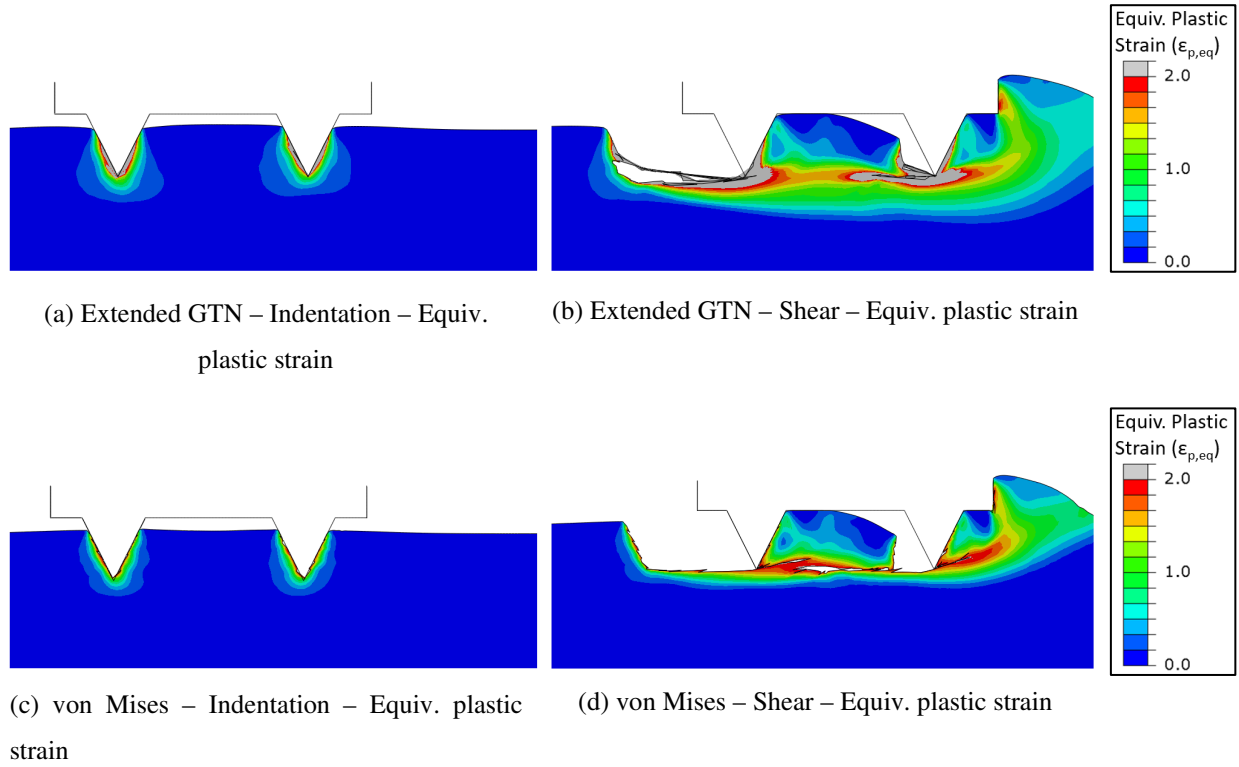 Equiv. Plastic
Strain (εp,eq)
2.0
1.0
0.0
(a) Extended GTN – Indentation – Equiv.
plastic strain
(b) Extended GTN – Shear – Equiv. plastic strain
Equiv. Plastic
Strain (εp,eq)
2.0
1.0
0.0
(c) von Mises – Indentation – Equiv. plastic
strain
(d) von Mises – Shear – Equiv. plastic strain